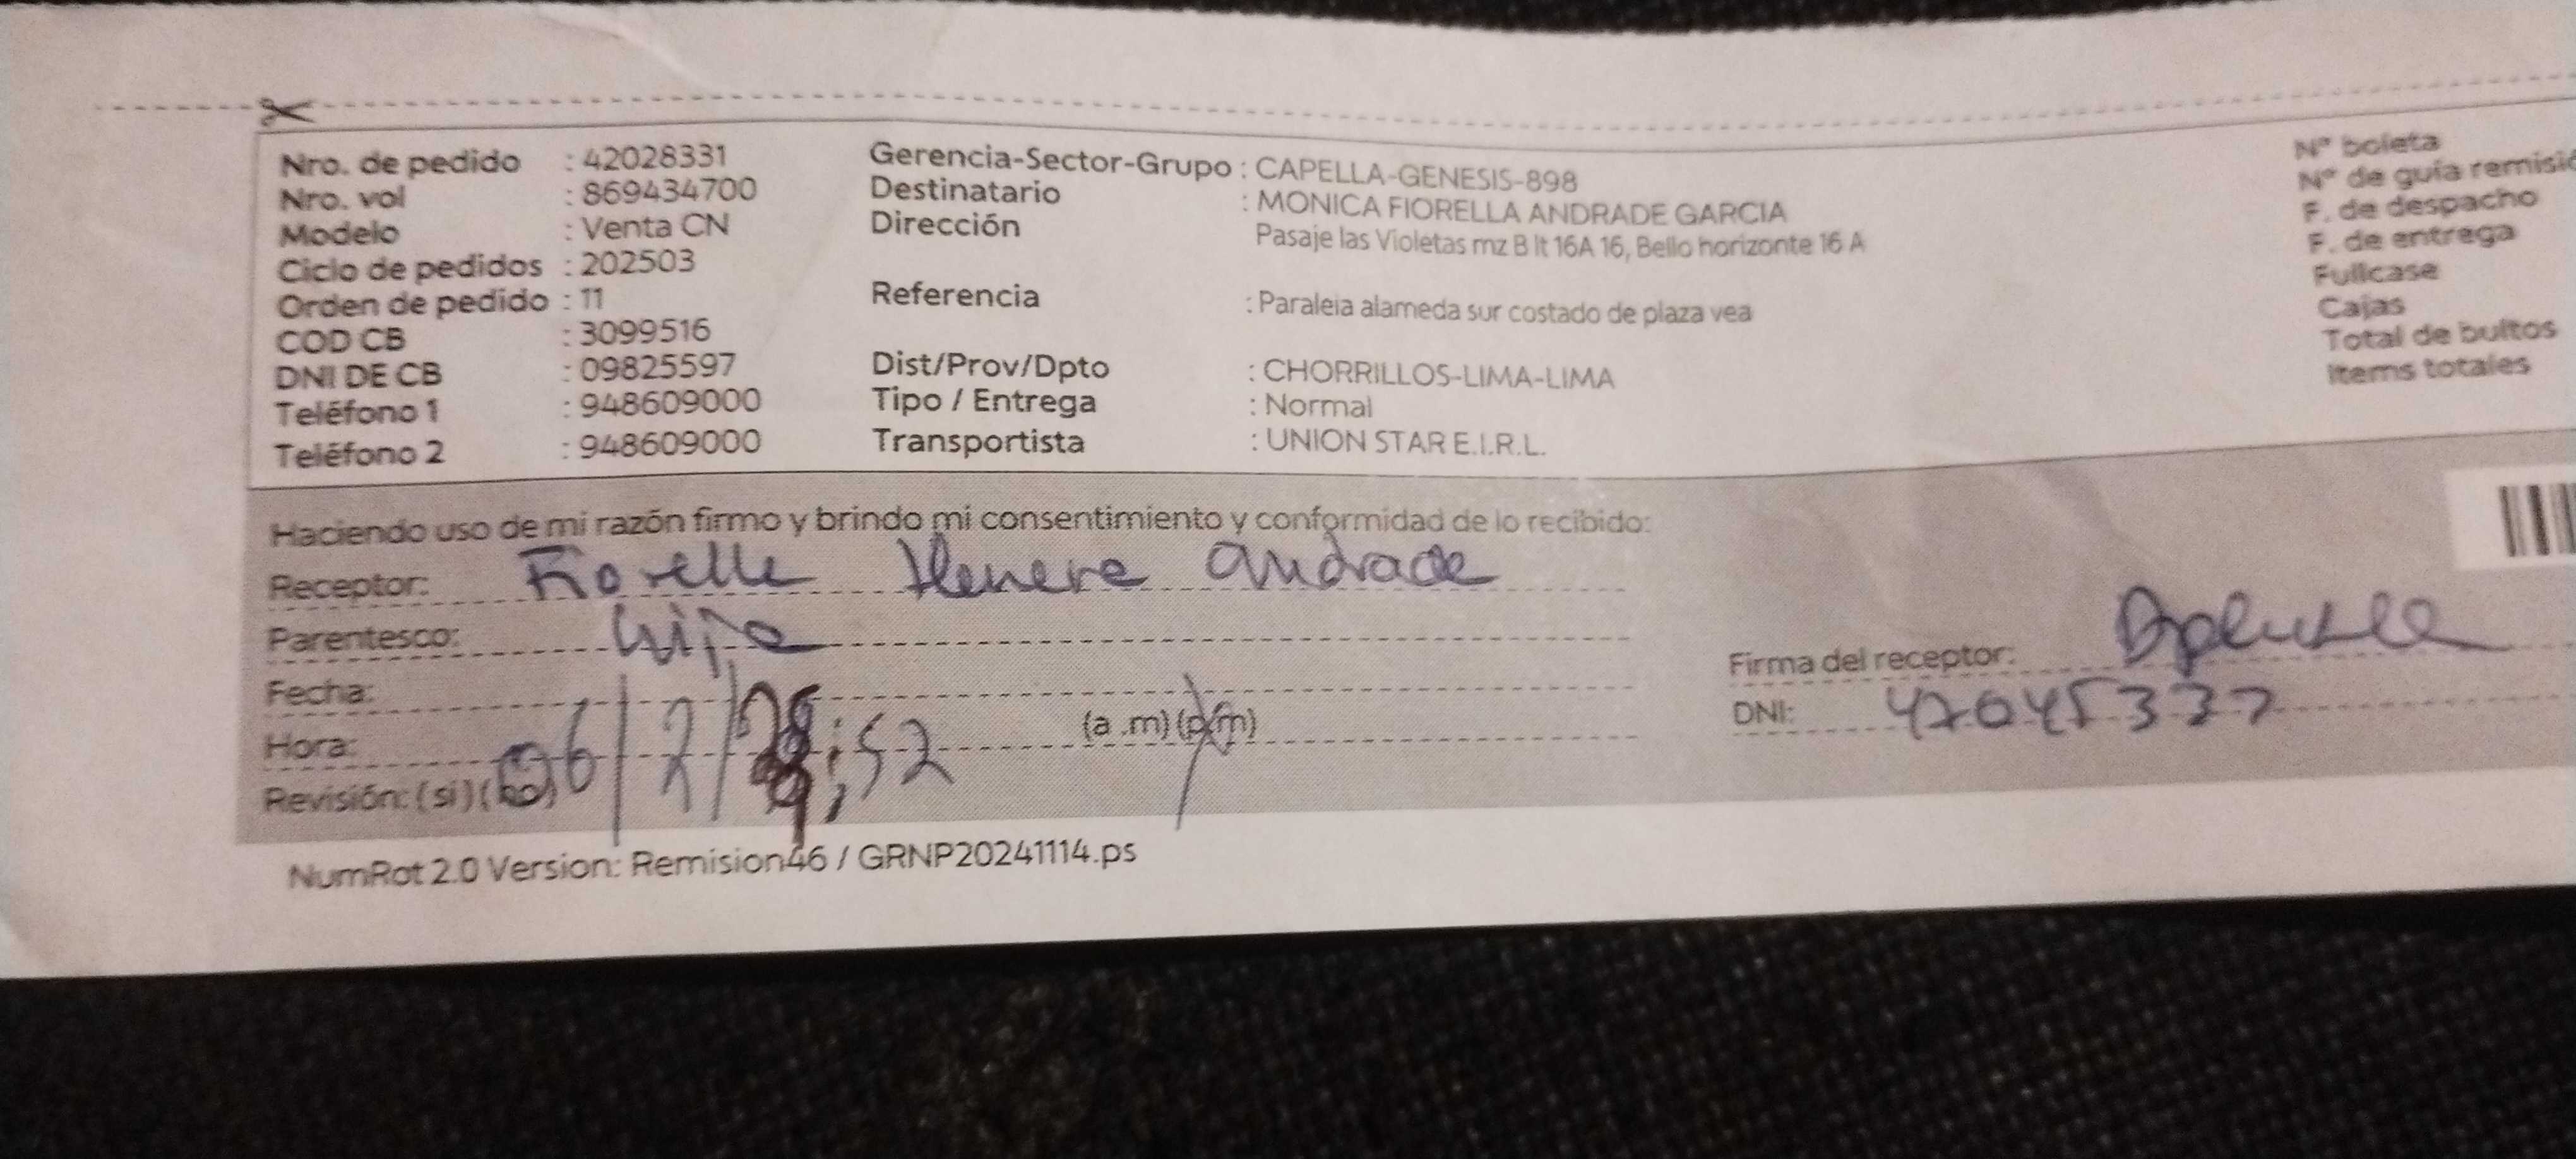 Nro. de pedido : 42028331
Nro. vol : 869434700
Modelo : Venta CN
Ciclo de pedidos : 202503
Orden de pedido : 11
COD CB : 3099516
DNI DE CB : 09825597
Teléfono 1 : 948609000
Teléfono 2 : 948609000
Gerencia-Sector-Grupo : CAPELLA-GENESIS-898
Destinatario : MONICA FIORELLA ANDRADE GARCIA
Dirección Pasaje las Violetas mz B lt 16A 16, Bello horizonte 16 A
Referencia : Paralela alameda sur costado de plaza vea
Dist/Prov/Dpto : CHORRILLOS-LIMA-LIMA
Tipo / Entrega : Normal
Transportista : UNION STAR E.I.R.L.
N° boleta
N° de guía remisió
F. de despacho
F. de entrega
Fullcase
Cajas
Total de bultos
Items totales
Haciendo uso de mi razón firmo y brindo mi consentimiento y conformidad de lo recibido:
Receptor: Andrade
Parentesco: hija
Fecha:
Hora: (a .m) (p.m)
Revisión: (si) (no) 06/2/
:52
Firma del receptor:
DNI:
NumRot 2.0 Version: Remision46 / GRNP20241114.ps